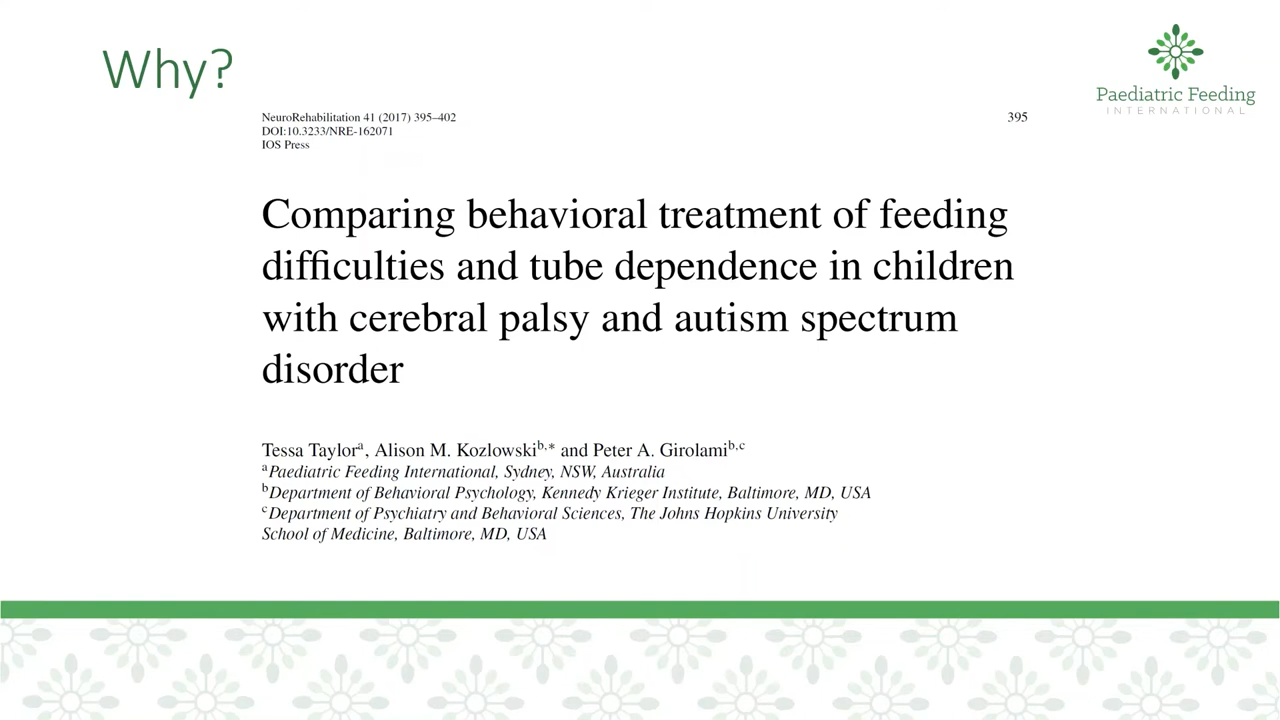 Why?
Paediatric Feeding
INTERNATIONAL
NeuroRehabilitation 41 (2017) 395–402
395
DOI:10.3233/NRE-162071
IOS Press
Comparing behavioral treatment of feeding
difficulties and tube dependence in children
with cerebral palsy and autism spectrum
disorder
Tessa Taylorᵃ, Alison M. Kozlowskiᵇ,* and Peter A. Girolamiᵇ,ᶜ
ᵃPaediatric Feeding International, Sydney, NSW, Australia
ᵇDepartment of Behavioral Psychology, Kennedy Krieger Institute, Baltimore, MD, USA
ᶜDepartment of Psychiatry and Behavioral Sciences, The Johns Hopkins University
School of Medicine, Baltimore, MD, USA